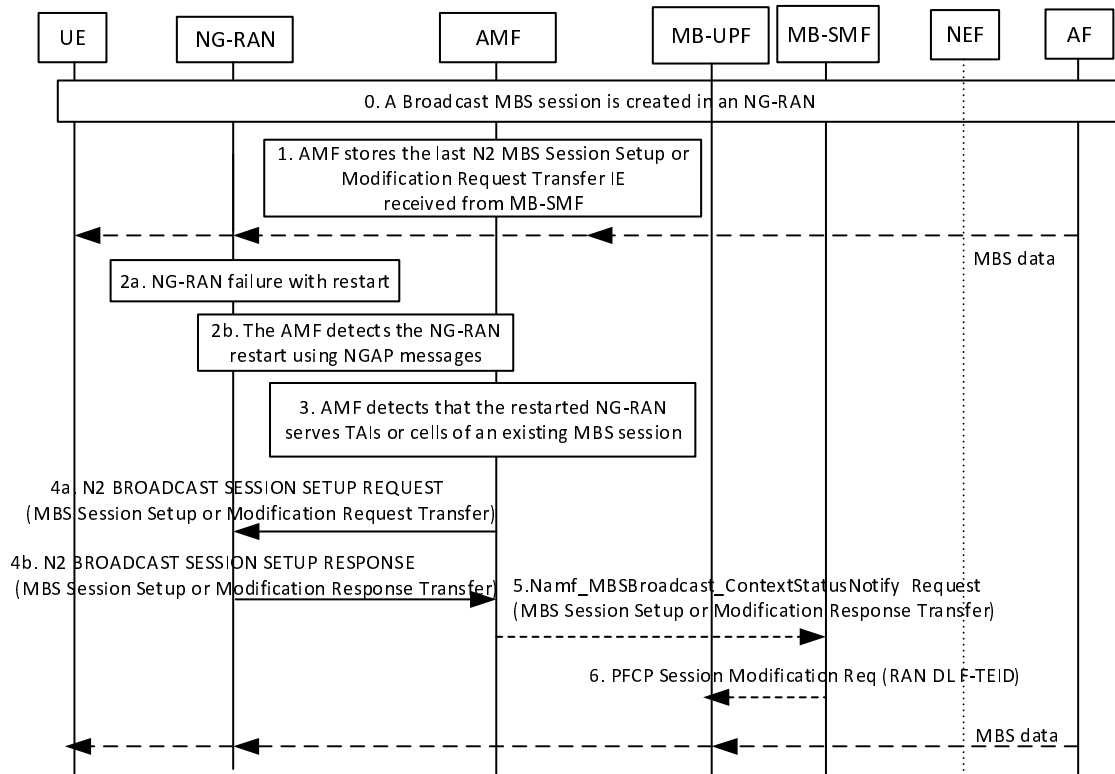 UE
NG-RAN
AMF
MB-UPF
MB-SMF
NEF
AF
0. A Broadcast MBS session is created in an NG-RAN
1. AMF stores the last N2 MBS Session Setup or
Modification Request Transfer IE
received from MB-SMF
MBS data
2a. NG-RAN failure with restart
2b. The AMF detects the NG-RAN
restart using NGAP messages
3. AMF detects that the restarted NG-RAN
serves TAIs or cells of an existing MBS session
4a. N2 BROADCAST SESSION SETUP REQUEST
(MBS Session Setup or Modification Request Transfer)
4b. N2 BROADCAST SESSION SETUP RESPONSE
(MBS Session Setup or Modification Response Transfer)
5.Namf_MBSBroadcast_ContextStatusNotify Request
(MBS Session Setup or Modification Response Transfer)
6. PFCP Session Modification Req (RAN DL F-TEID)
MBS data